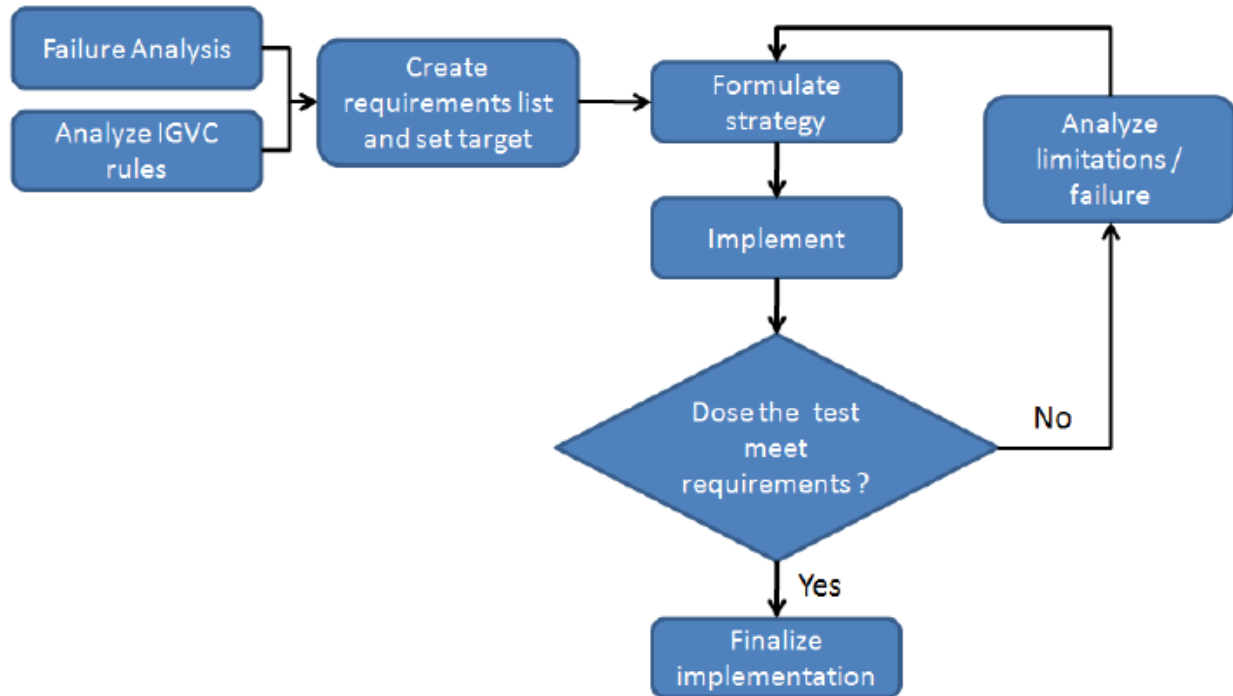 Failure Analysis
Analyze IGVC
rules
Create
requirements list
and set target
Formulate
strategy
Implement
Dose the test
meet
requirements ?
No
Analyze
limitations /
failure
Yes
Finalize
implementation